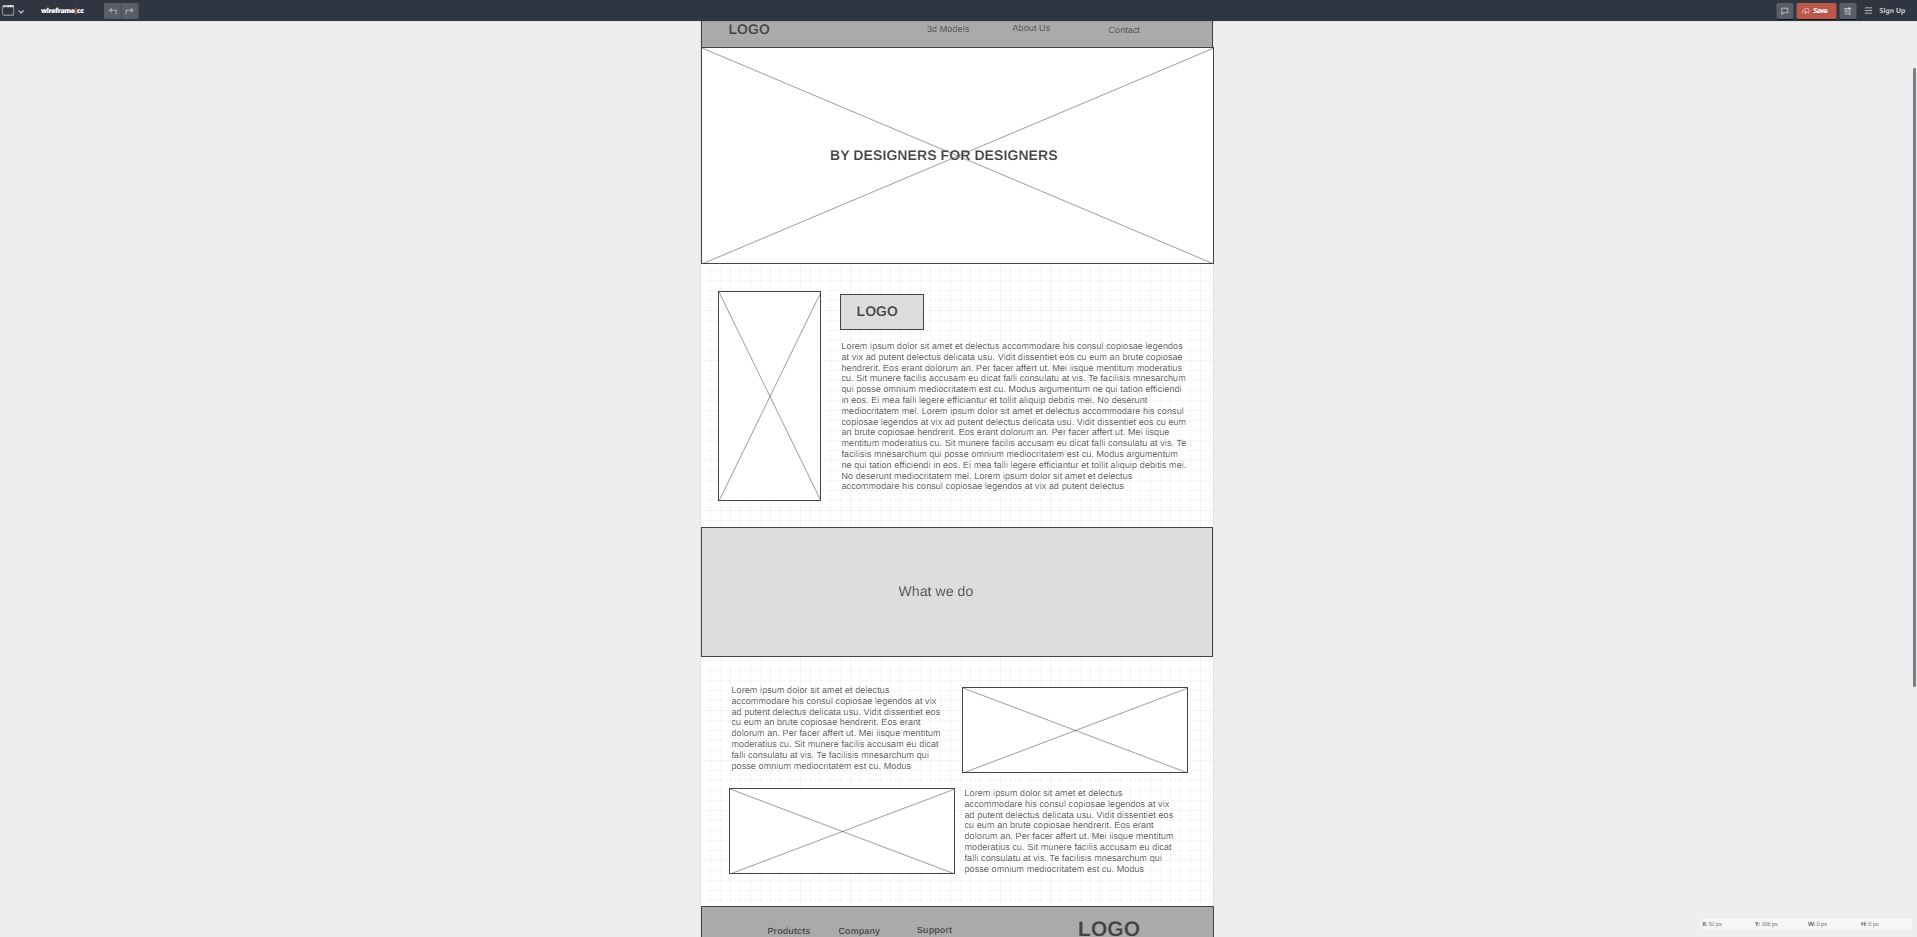 wireframe|cc
Save
Sign Up
LOGO
3d Models
About Us
Contact
BY DESIGNERS FOR DESIGNERS
LOGO
Lorem ipsum dolor sit amet et delectus accommodare his consul copiosae legendos
at vix ad putent delectus delicata usu. Vidit dissentiet eos cu eum an brute copiosae
hendrerit. Eos erant dolorum an. Per facer affert ut. Mei iisque mentitum moderatius
cu. Sit munere facilis accusam eu dicat falli consulatu at vis. Te facilisis mnesarchum
qui posse omnium mediocritatem est cu. Modus argumentum ne qui tation efficiendi
in eos. Ei mea falli legere efficiantur et tollit aliquip debitis mei. No deserunt
mediocritatem mel. Lorem ipsum dolor sit amet et delectus accommodare his consul
copiosae legendos at vix ad putent delectus delicata usu. Vidit dissentiet eos cu eum
an brute copiosae hendrerit. Eos erant dolorum an. Per facer affert ut. Mei iisque
mentitum moderatius cu. Sit munere facilis accusam eu dicat falli consulatu at vis. Te
facilisis mnesarchum qui posse omnium mediocritatem est cu. Modus argumentum
ne qui tation efficiendi in eos. Ei mea falli legere efficiantur et tollit aliquip debitis mei.
No deserunt mediocritatem mel. Lorem ipsum dolor sit amet et delectus
accommodare his consul copiosae legendos at vix ad putent delectus
What we do
Lorem ipsum dolor sit amet et delectus
accommodare his consul copiosae legendos at vix
ad putent delectus delicata usu. Vidit dissentiet eos
cu eum an brute copiosae hendrerit. Eos erant
dolorum an. Per facer affert ut. Mei iisque mentitum
moderatius cu. Sit munere facilis accusam eu dicat
falli consulatu at vis. Te facilisis mnesarchum qui
posse omnium mediocritatem est cu. Modus
Lorem ipsum dolor sit amet et delectus
accommodare his consul copiosae legendos at vix
ad putent delectus delicata usu. Vidit dissentiet eos
cu eum an brute copiosae hendrerit. Eos erant
dolorum an. Per facer affert ut. Mei iisque mentitum
moderatius cu. Sit munere facilis accusam eu dicat
falli consulatu at vis. Te facilisis mnesarchum qui
posse omnium mediocritatem est cu. Modus
Produtcts
Company
Support
LOGO
X: 92 px
Y: 306 px
W: 0 px
H: 0 px